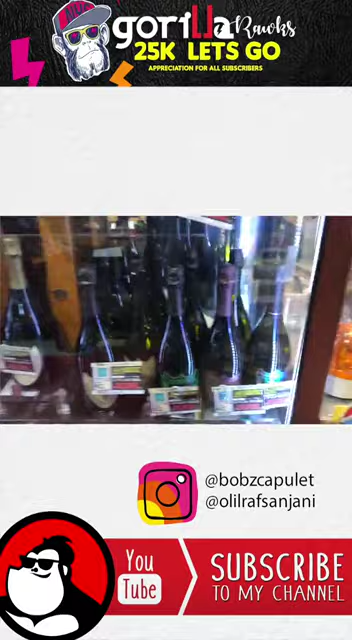 gorilla Rawks
25K LETS GO
APPRECIATION FOR ALL SUBSCRIBERS
@bobzcapulet
@olilrafsanjani
You
Tube
SUBSCRIBE
TO MY CHANNEL